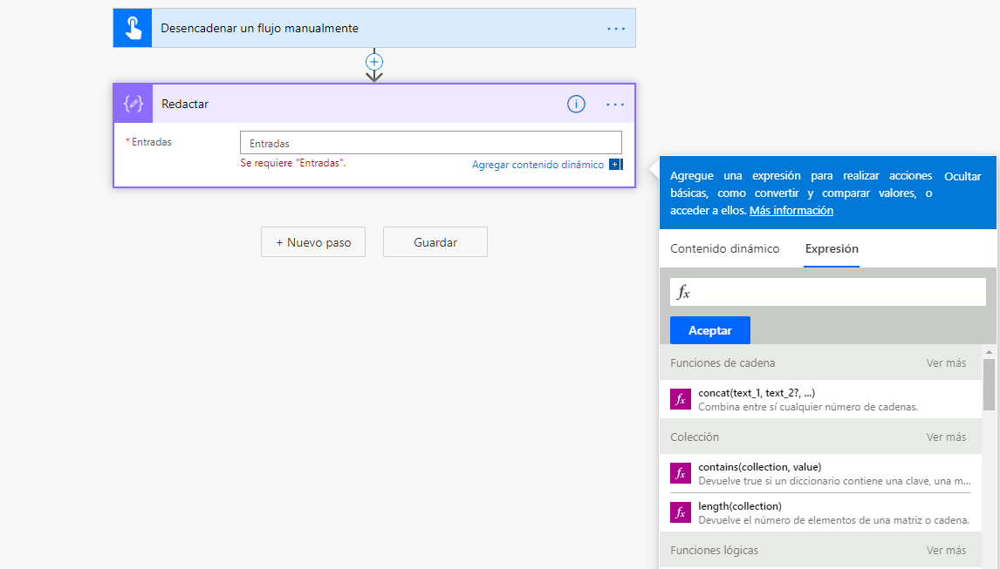 Desencadenar un flujo manualmente
Redactar
* Entradas
Entradas
Se requiere "Entradas".
Agregar contenido dinámico
+ Nuevo paso
Guardar
Agregue una expresión para realizar acciones
básicas, como convertir y comparar valores, o
acceder a ellos. Más información
Ocultar
Contenido dinámico
Expresión
fx
Aceptar
Funciones de cadena
Ver más
fx
concat(text_1, text_2?, ...)
Combina entre sí cualquier número de cadenas.
Colección
Ver más
fx
contains(collection, value)
Devuelve true si un diccionario contiene una clave, una m...
fx
length(collection)
Devuelve el número de elementos de una matriz o cadena.
Funciones lógicas
Ver más